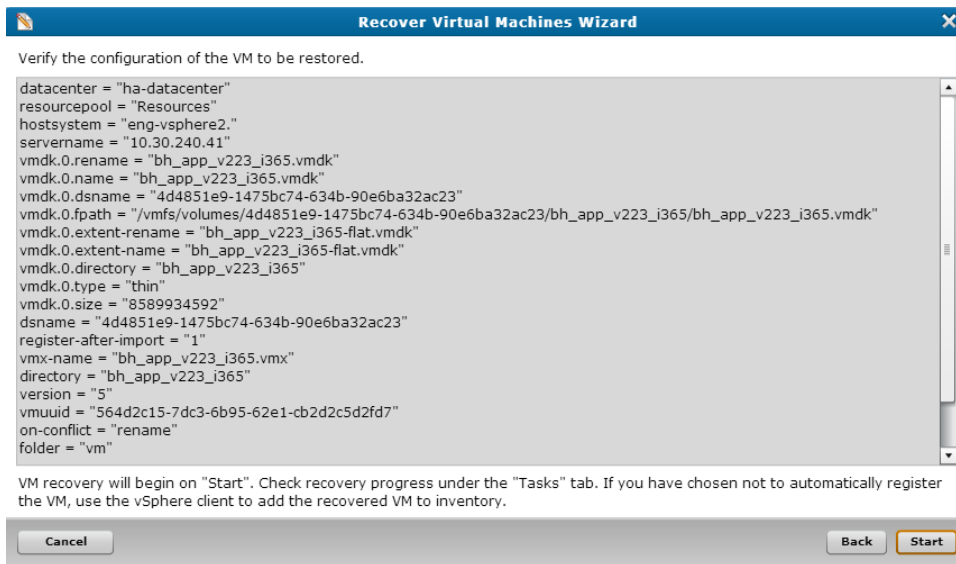 Recover Virtual Machines Wizard
Verify the configuration of the VM to be restored.
datacenter = "ha-datacenter"
resourcepool = "Resources"
hostsystem = "eng-vsphere2."
servername = "10.30.240.41"
vmdk.0.rename = "bh_app_v223_i365.vmdk"
vmdk.0.name = "bh_app_v223_i365.vmdk"
vmdk.0.dsname = "4d4851e9-1475bc74-634b-90e6ba32ac23"
vmdk.0.fpath = "/vmfs/volumes/4d4851e9-1475bc74-634b-90e6ba32ac23/bh_app_v223_i365/bh_app_v223_i365.vmdk"
vmdk.0.extent-rename = "bh_app_v223_i365-flat.vmdk"
vmdk.0.extent-name = "bh_app_v223_i365-flat.vmdk"
vmdk.0.directory = "bh_app_v223_i365"
vmdk.0.type = "thin"
vmdk.0.size = "8589934592"
dsname = "4d4851e9-1475bc74-634b-90e6ba32ac23"
register-after-import = "1"
vmx-name = "bh_app_v223_i365.vmx"
directory = "bh_app_v223_i365"
version = "5"
vmuuid = "564d2c15-7dc3-6b95-62e1-cb2d2c5d2fd7"
on-conflict = "rename"
folder = "vm"
VM recovery will begin on "Start". Check recovery progress under the "Tasks" tab. If you have chosen not to automatically register
the VM, use the vSphere client to add the recovered VM to inventory.
Cancel Back Start